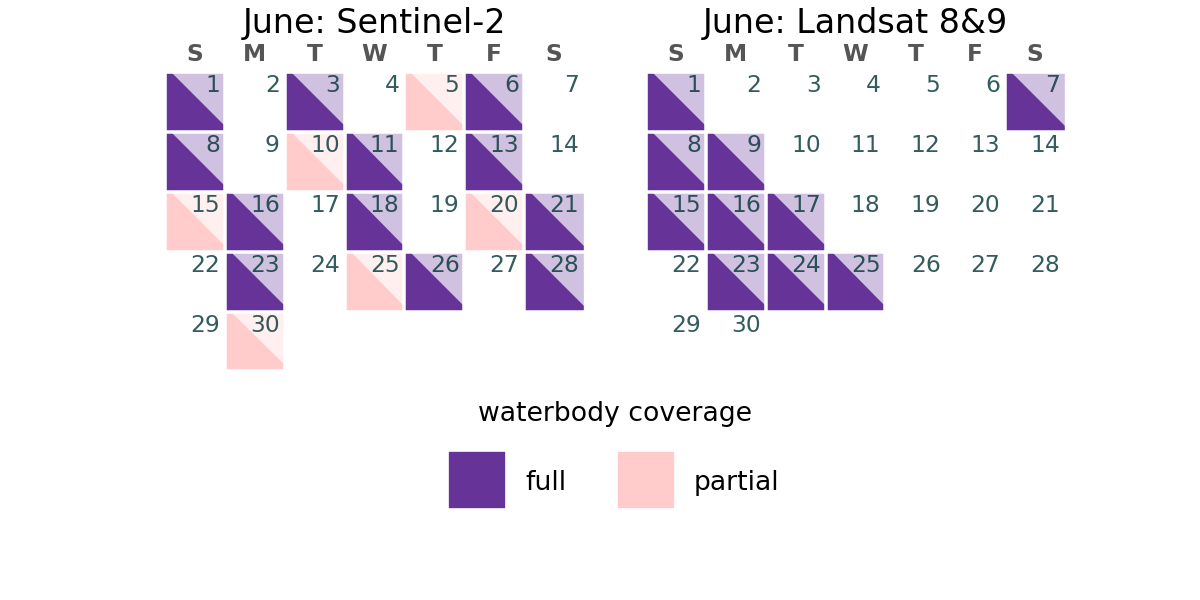 June: Sentinel-2
S M T W T F S
1 2 3 4 5 6 7
8 9 10 11 12 13 14
15 16 17 18 19 20 21
22 23 24 25 26 27 28
29 30
June: Landsat 8&9
S M T W T F S
1 2 3 4 5 6 7
8 9 10 11 12 13 14
15 16 17 18 19 20 21
22 23 24 25 26 27 28
29 30
waterbody coverage
full partial